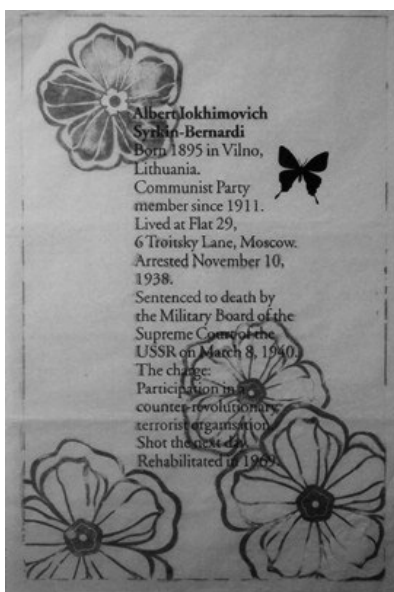 Albert Iokhimovich
Syrkin-Bernardi
Born 1895 in Vilno,
Lithuania.
Communist Party
member since 1911.
Lived at Flat 29,
6 Troitsky Lane, Moscow.
Arrested November 10,
1938.
Sentenced to death by
the Military Board of the
Supreme Court of the
USSR on March 8, 1940.
The charge:
Participation in a
counter-revolutionary
terrorist organisation.
Shot the next day.
Rehabilitated in 1969.